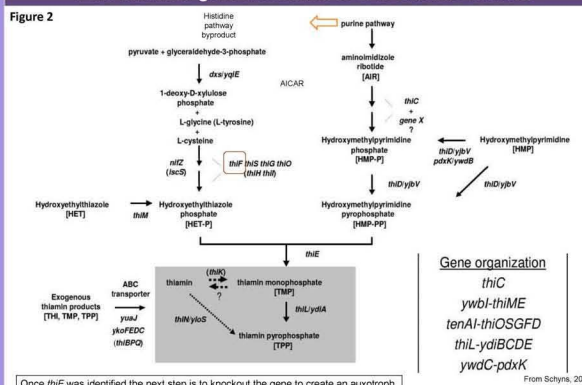 Figure 2
Histidine
pathway
byproduct
purine pathway
pyruvate + glyceraldehyde-3-phosphate
aminoimidizole
ribotide
[AIR]
dxs/yqiE
AICAR
1-deoxy-D-xylulose
phosphate
+
L-glycine (L-tyrosine)
+
L-cysteine
thiC
+
gene X
?
nifZ
(iscS)
thiF thiS thiG thiO
(thiH thiI)
Hydroxymethylpyrimidine
phosphate
[HMP-P]
thiD/yjbV
pdxK/ywdB
Hydroxymethylpyrimidine
[HMP]
thiD/yjbV
thiD/yjbV
Hydroxyethylthiazole
[HET]
thiM
Hydroxyethylthiazole
phosphate
[HET-P]
Hydroxymethylpyrimidine
pyrophosphate
[HMP-PP]
thiE
Exogenous
thiamin products
[THI, TMP, TPP]
ABC
transporter
yuaJ
ykoFEDC
(thiBPQ)
thiamin
(thiK)
?
thiamin monophosphate
[TMP]
thiN/yloS
thiL/ydiA
thiamin pyrophosphate
[TPP]
Gene organization
thiC
ywbI-thiME
tenAI-thiOSGFD
thiL-ydiBCDE
ywdC-pdxK
From Schyns, 20
Once thiF was identified the next step is to knockout the gene to create an auxotroph